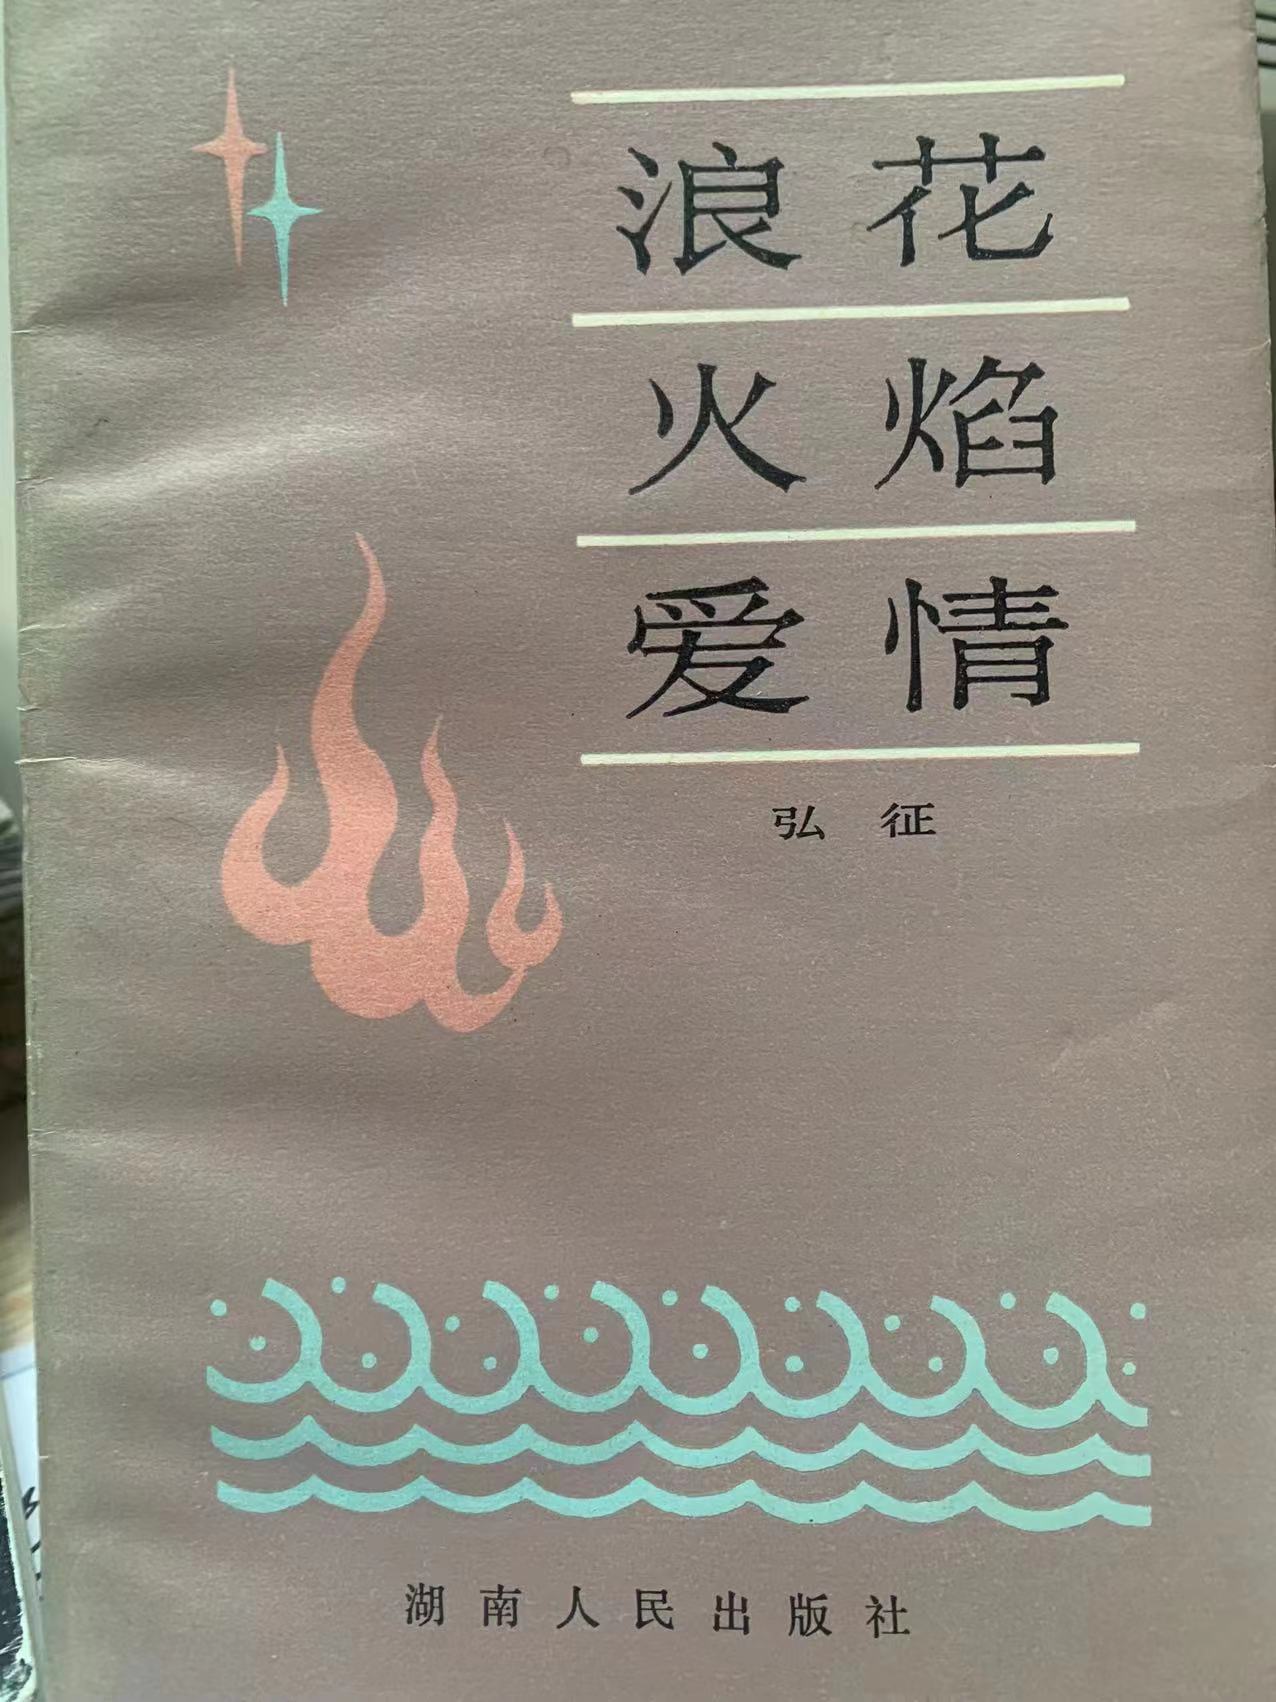 浪花
火焰
爱情
弘征
湖南人民出版社